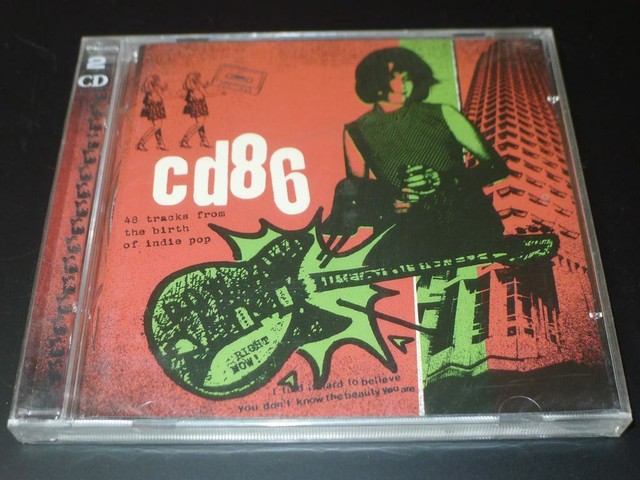 2
CD
cd86
48 tracks from
the birth
of indie pop
RIGHT
NOW!
I find it hard to believe
you don't know the beauty you are